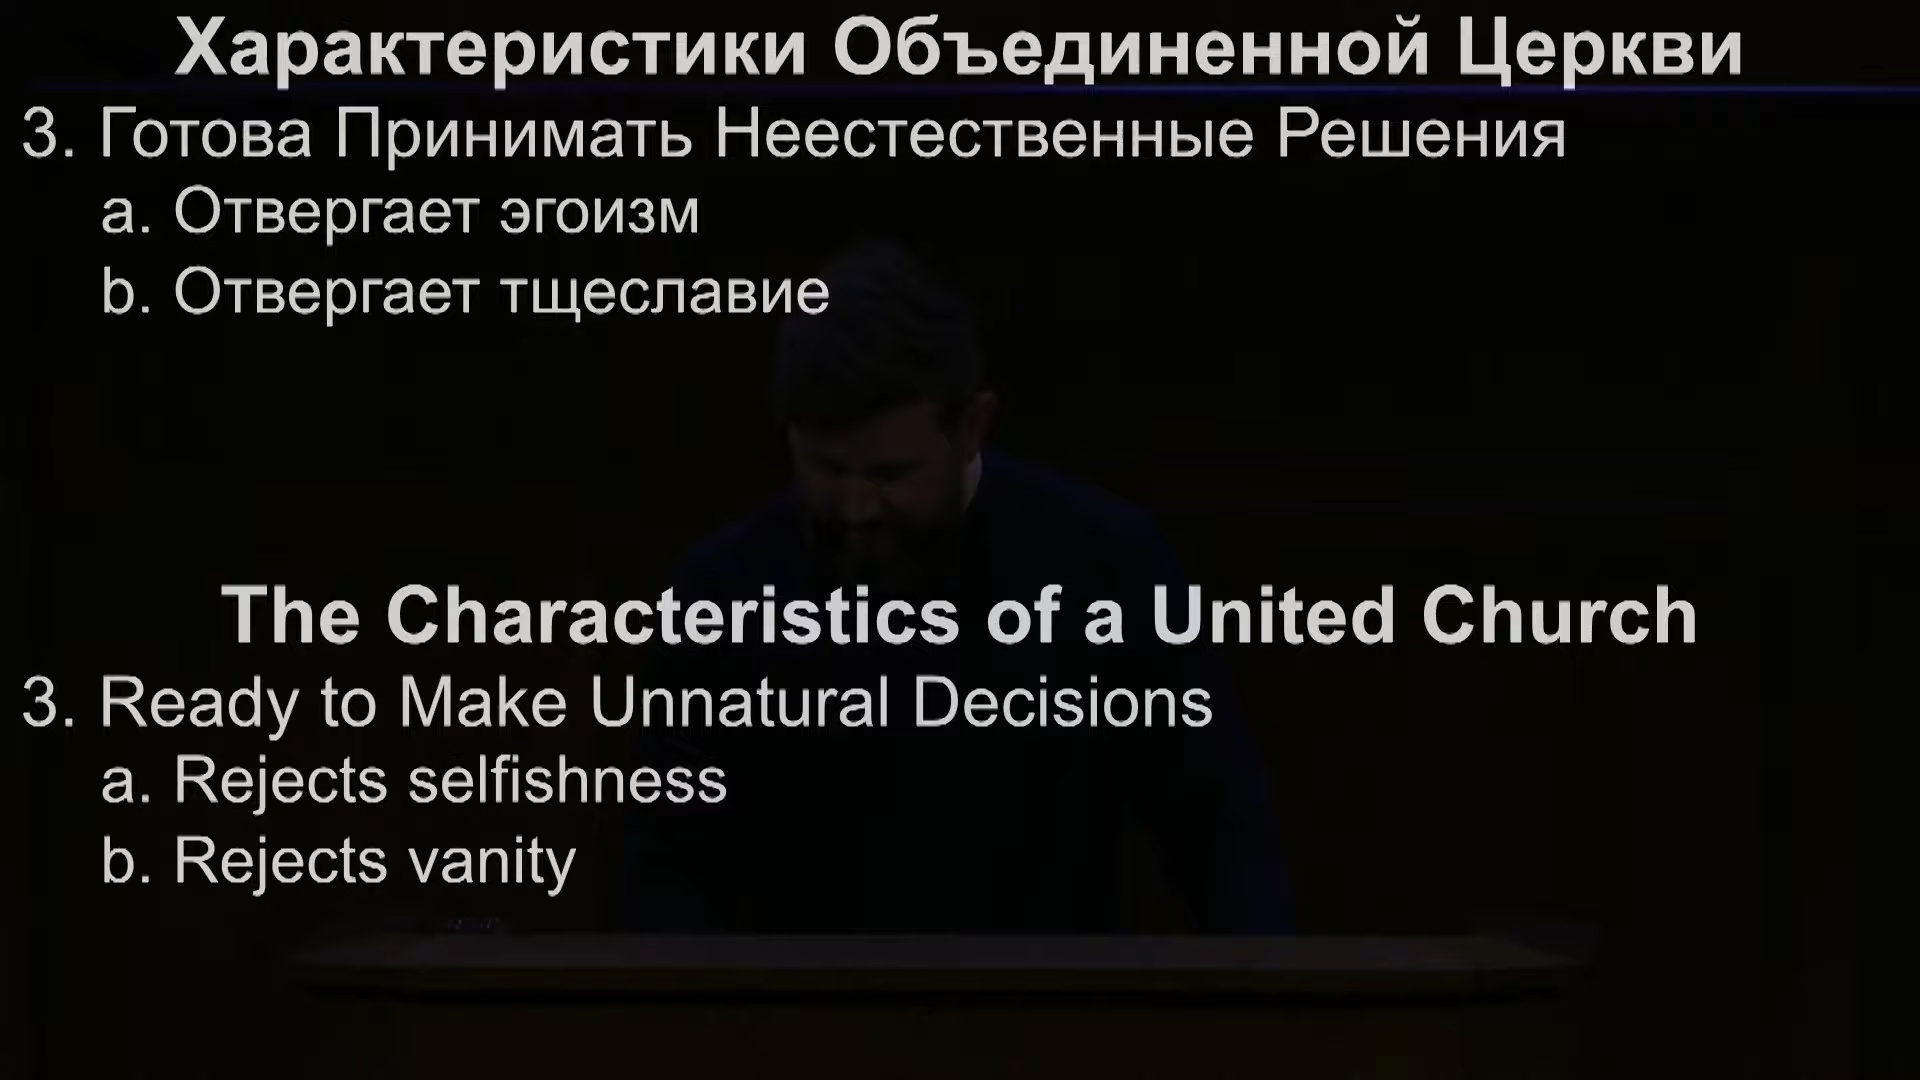 Характеристики Объединенной Церкви
3. Готова Принимать Неестественные Решения
a. Отвергает эгоизм
b. Отвергает тщеславие
The Characteristics of a United Church
3. Ready to Make Unnatural Decisions
a. Rejects selfishness
b. Rejects vanity